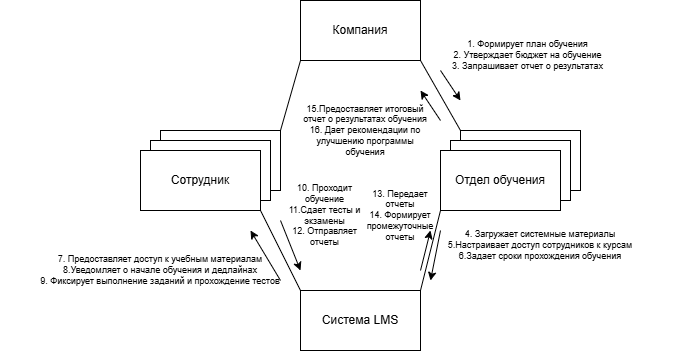 Компания
1. Формирует план обучения
2. Утверждает бюджет на обучение
3. Запрашивает отчет о результатах
15.Предоставляет итоговый
отчет о результатах обучения
16. Дает рекомендации по
улучшению программы
обучения
Сотрудник
Отдел обучения
10. Проходит
обучение
11.Сдает тесты и
экзамены
12. Отправляет
отчеты
13. Передает
отчеты
14. Формирует
промежуточные
отчеты
4. Загружает системные материалы
5.Настраивает доступ сотрудников к курсам
6.Задает сроки прохождения обучения
7. Предоставляет доступ к учебным материалам
8.Уведомляет о начале обучения и дедлайнах
9. Фиксирует выполнение заданий и прохождение тестов
Система LMS